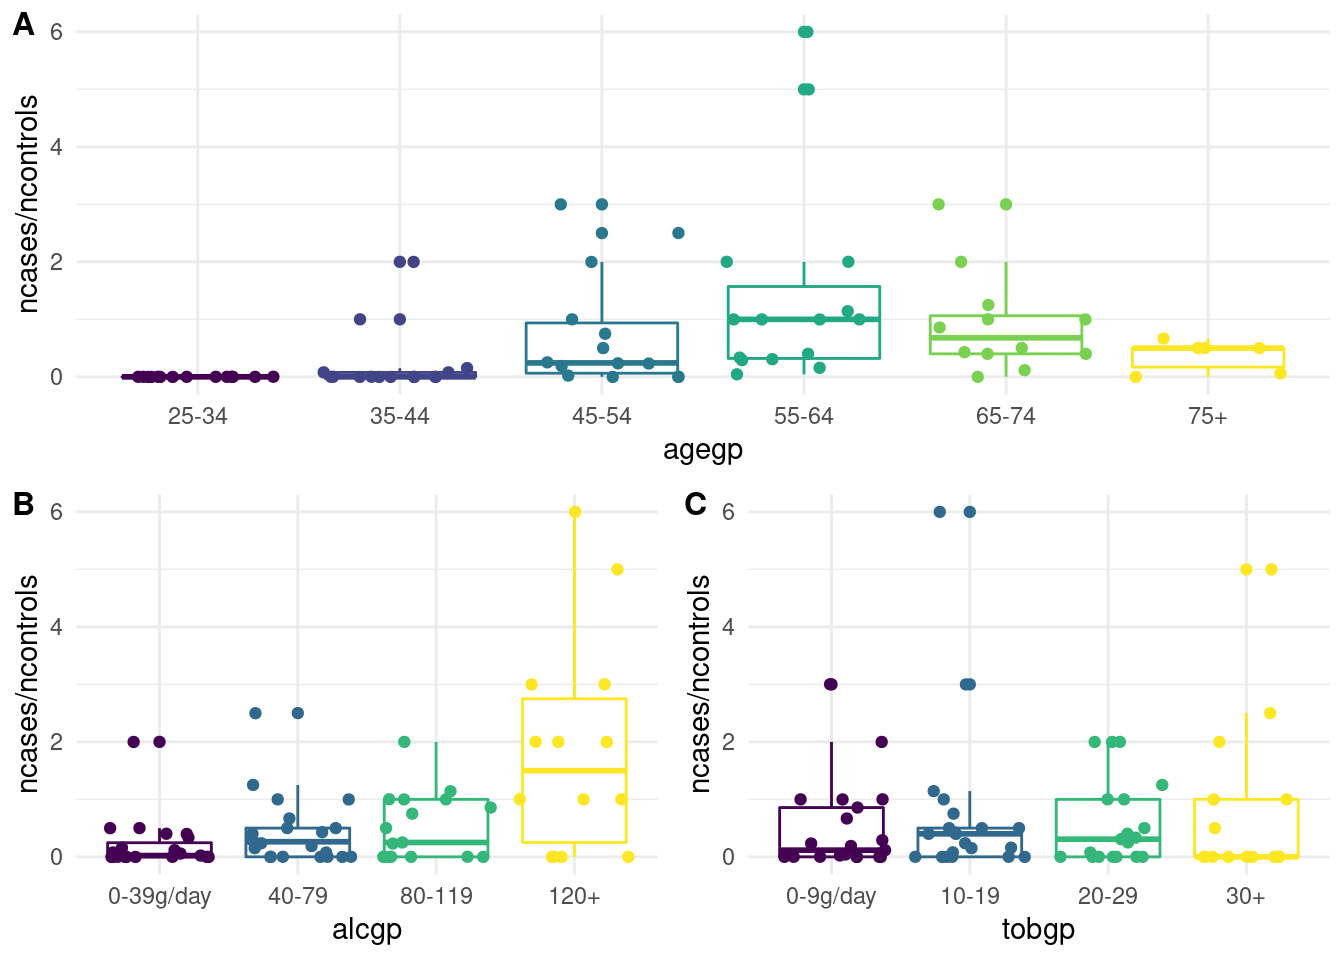 A
6
4
2
0
ncases/ncontrols
25-34 35-44 45-54 55-64 65-74 75+
agegp
B
6
4
2
0
ncases/ncontrols
0-39g/day 40-79 80-119 120+
alcgp
C
6
4
2
0
ncases/ncontrols
0-9g/day 10-19 20-29 30+
tobgp